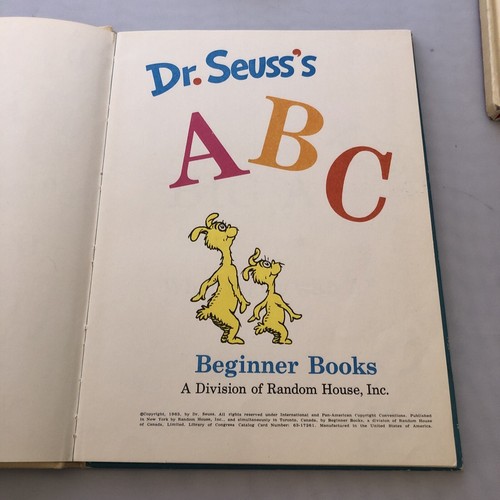 Dr. Seuss's
A B C
Beginner Books
A Division of Random House, Inc.
©Copyright, 1963, by Dr. Seuss. All rights reserved under International and Pan-American Copyright Conventions. Published
in New York by Random House, Inc., and simultaneously in Toronto, Canada, by Beginner Books, a division of Random House
of Canada, Limited. Library of Congress Catalog Card Number: 63-17281. Manufactured in the United States of America.